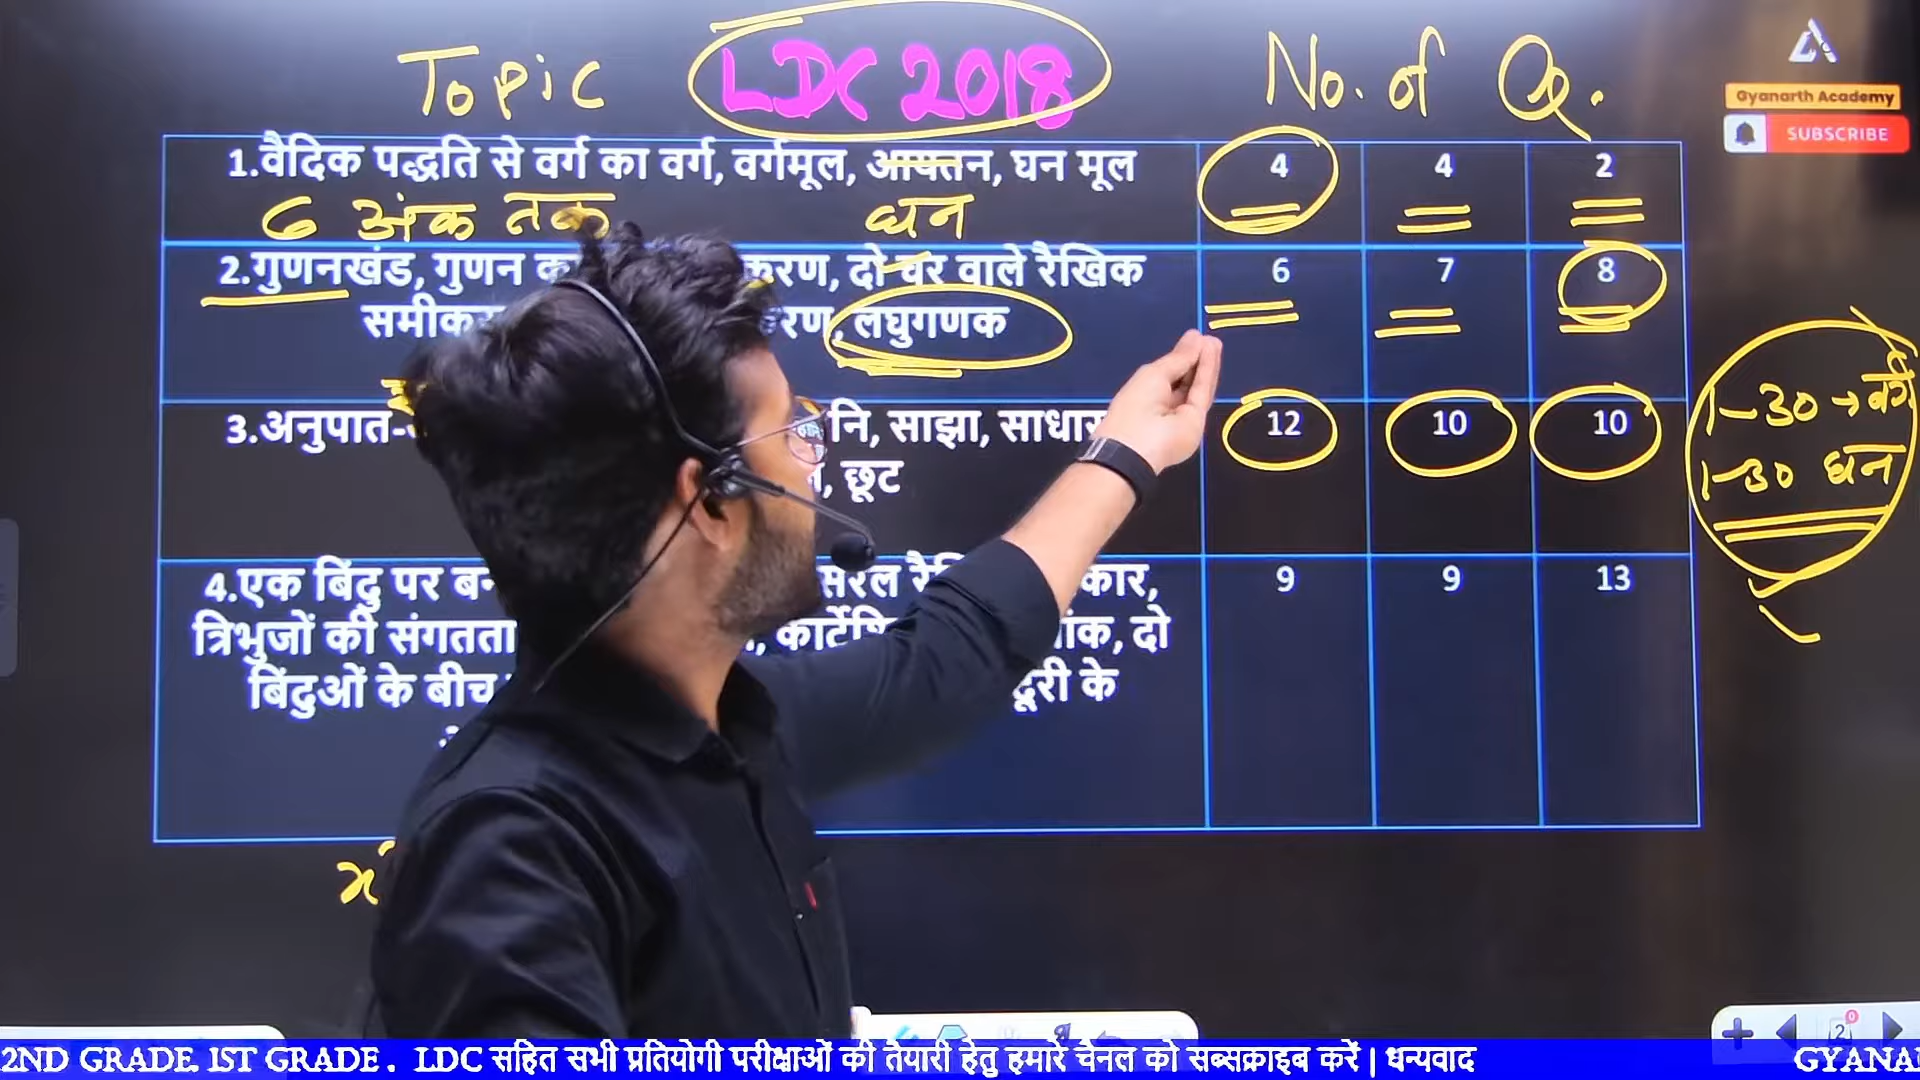 Topic LDC 2018 No. of Q.
Gyanarth Academy
SUBSCRIBE
1.वैदिक पद्धति से वर्ग का वर्ग, वर्गमूल, आयतन, घन मूल 4 4 2
6 अंक तक घन
2.गुणनखंड, गुणन करण, दो चर वाले रैखिक 6 7 8
लघुगणक
3.अनुपात- साझा, 12 10 10
छूट
1-30 → वर्ग
1-30 घन
4.एक बिंदु पर सरल 9 9 13
त्रिभुजों की संगतता दो
बिंदुओं के बीच दूरी के
x
2
2ND GRADE. 1ST GRADE . LDC सहित सभी प्रतियोगी परीक्षाओं की तैयारी हेतु हमारे चैनल को सब्सक्राइब करें | धन्यवाद